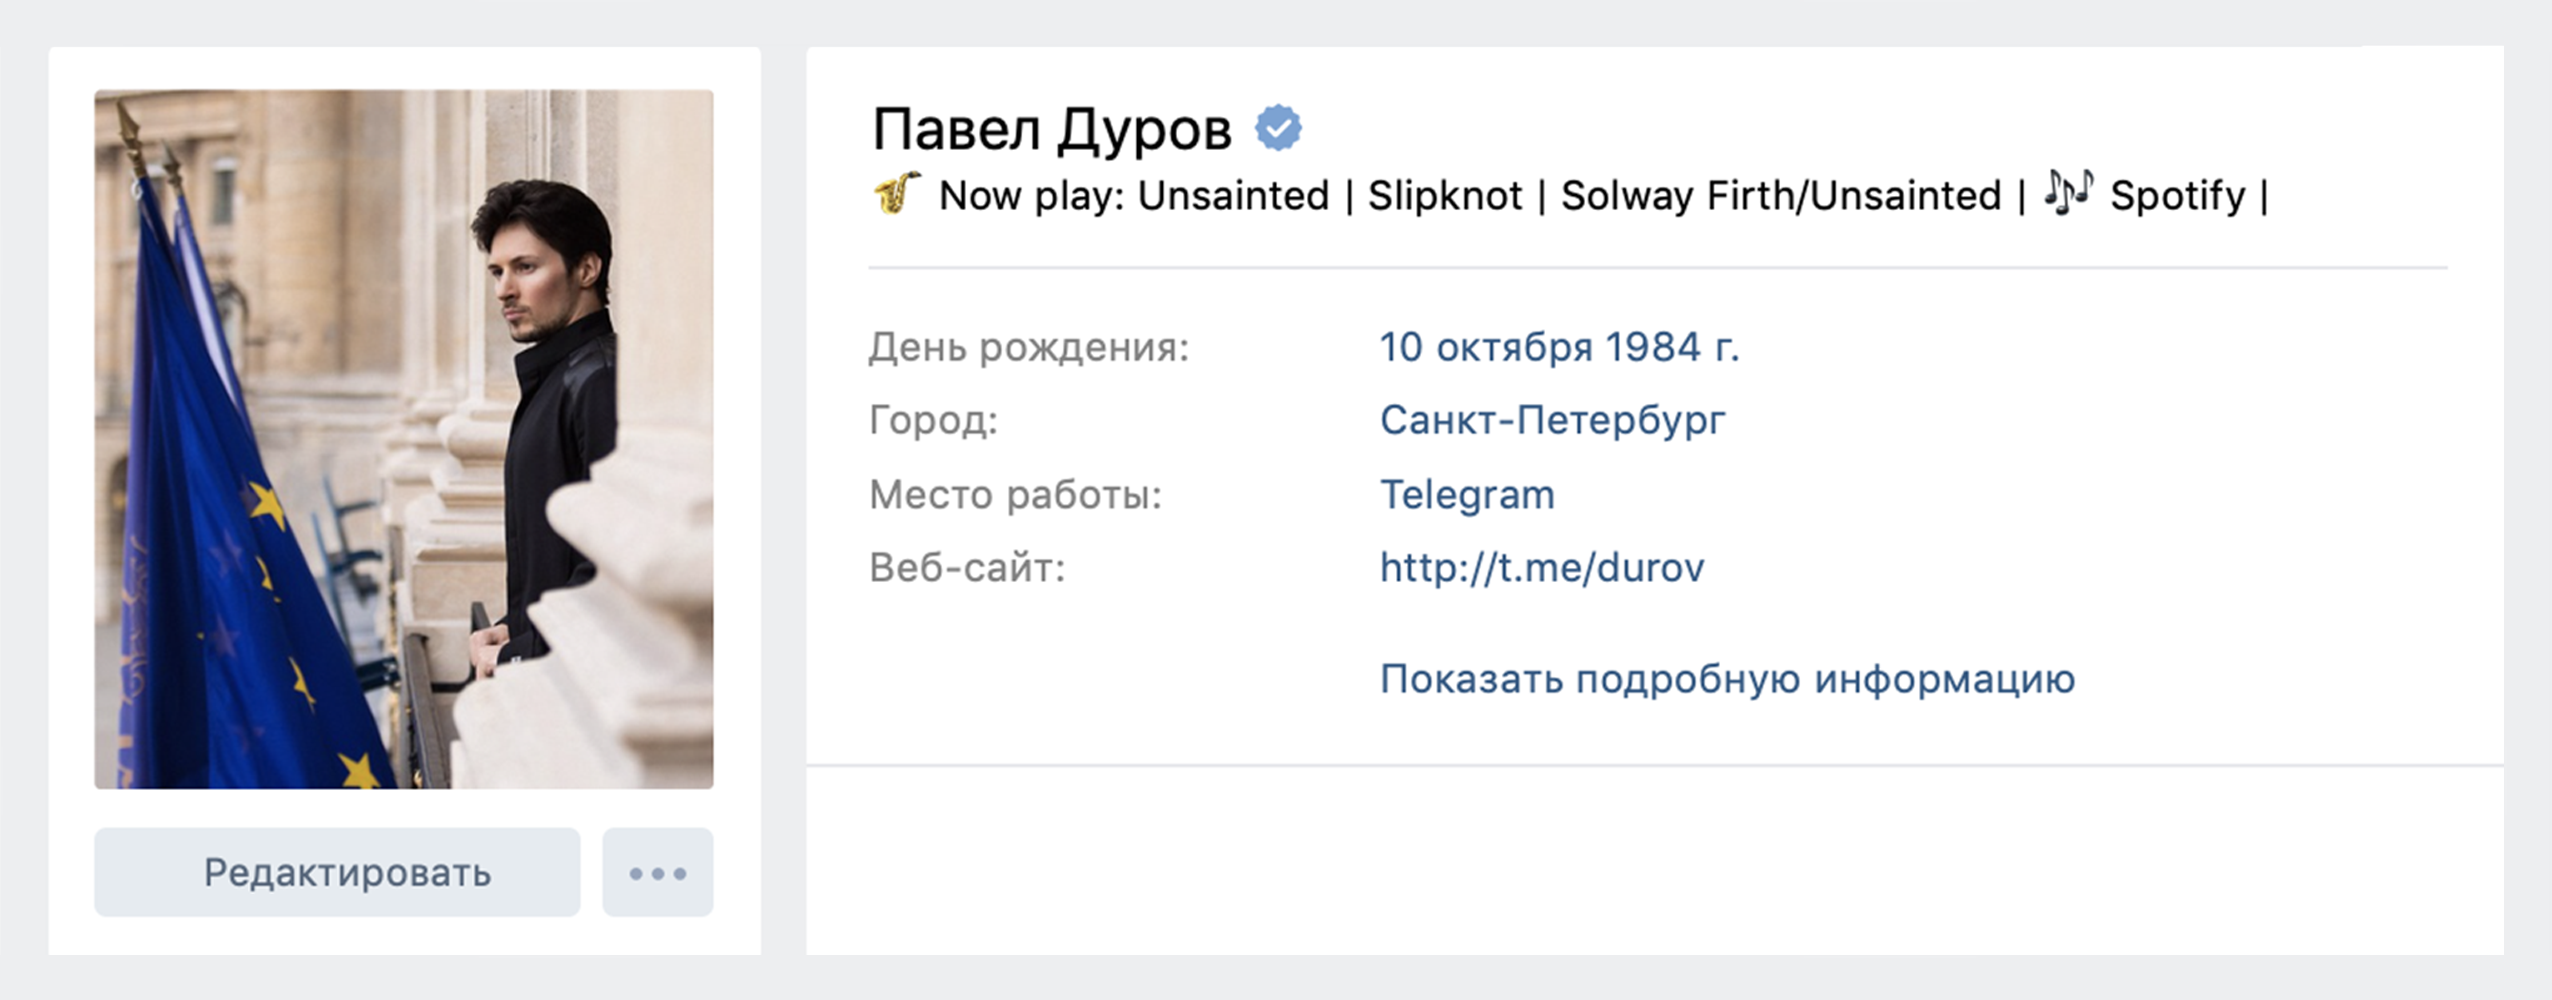 Павел Дуров
🎷 Now play: Unsainted | Slipknot | Solway Firth/Unsainted | 🎶 Spotify |
День рождения: 10 октября 1984 г.
Город: Санкт-Петербург
Место работы: Telegram
Веб-сайт: http://t.me/durov
Показать подробную информацию
Редактировать